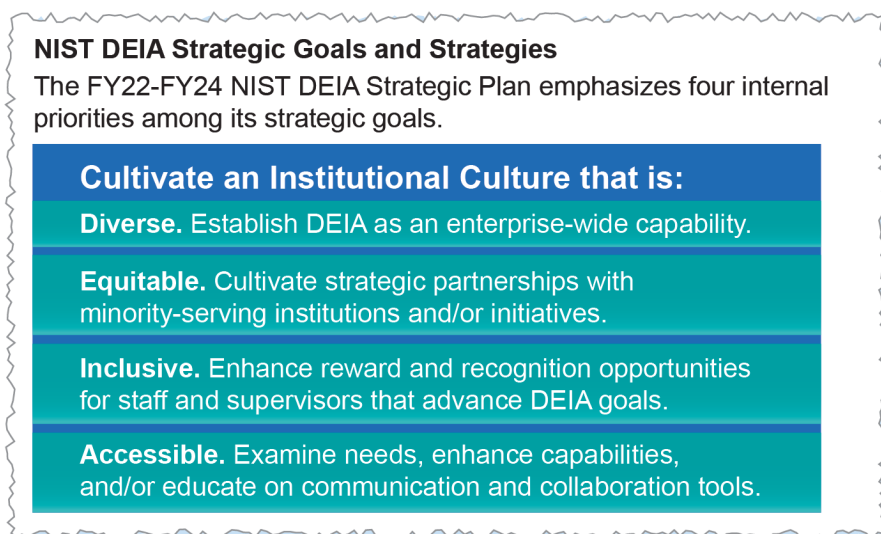 NIST DEIA Strategic Goals and Strategies
The FY22-FY24 NIST DEIA Strategic Plan emphasizes four internal
priorities among its strategic goals.
Cultivate an Institutional Culture that is:
Diverse. Establish DEIA as an enterprise-wide capability.
Equitable. Cultivate strategic partnerships with
minority-serving institutions and/or initiatives.
Inclusive. Enhance reward and recognition opportunities
for staff and supervisors that advance DEIA goals.
Accessible. Examine needs, enhance capabilities,
and/or educate on communication and collaboration tools.